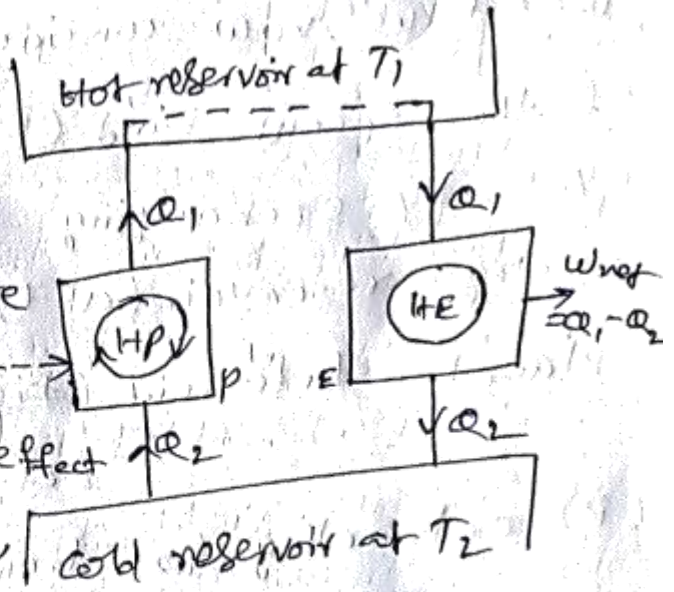 Hot reservoir at T1
Q1
Q1
Wnet
= Q1 - Q2
e
HP
HE
P
E
effect
Q2
Q2
cold reservoir at T2